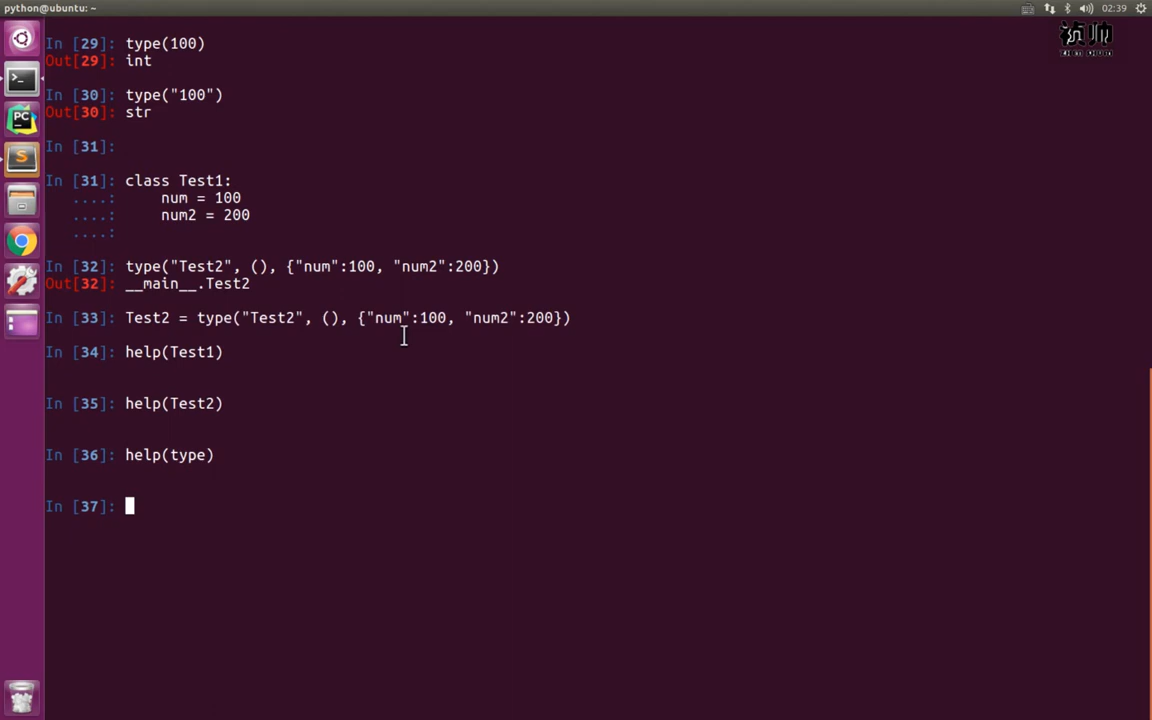 python@ubuntu: ~
02:39
In [29]: type(100)
Out[29]: int
In [30]: type("100")
Out[30]: str
In [31]:
In [31]: class Test1:
....:     num = 100
....:     num2 = 200
....:
In [32]: type("Test2", (), {"num":100, "num2":200})
Out[32]: __main__.Test2
In [33]: Test2 = type("Test2", (), {"num":100, "num2":200})
In [34]: help(Test1)
In [35]: help(Test2)
In [36]: help(type)
In [37]: